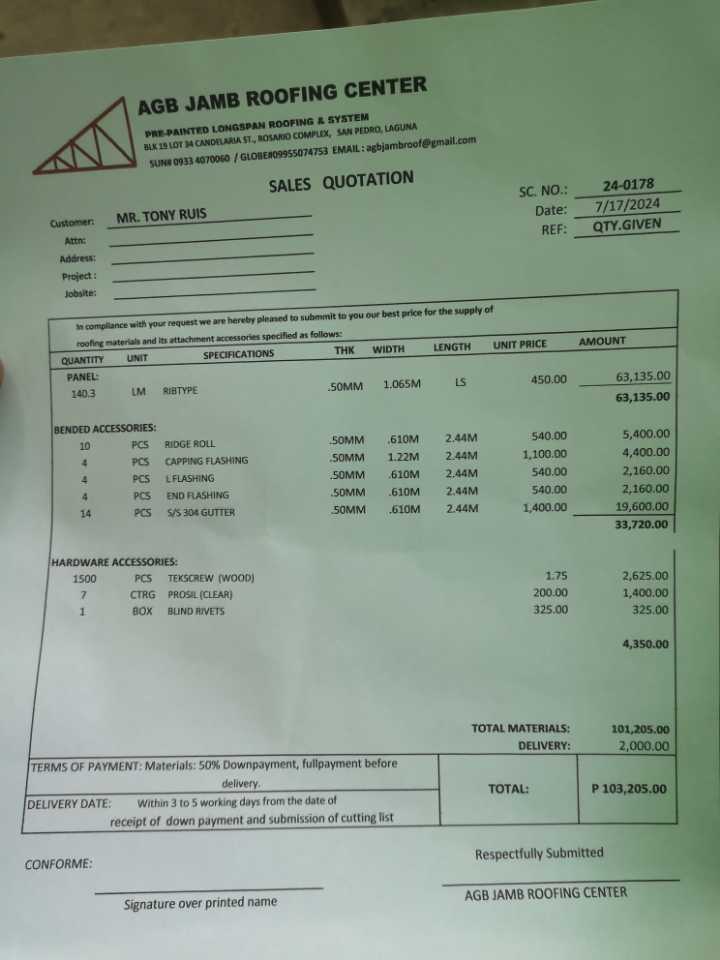 AGB JAMB ROOFING CENTER
PRE-PAINTED LONGSPAN ROOFING & SYSTEM
BLK 19 LOT 34 CANDELARIA ST., ROSARIO COMPLEX, SAN PEDRO, LAGUNA
SUN# 0933 4070060 / GLOBE#09955074753 EMAIL : agbjambroof@gmail.com
SALES QUOTATION
SC. NO.: 24-0178
Customer: MR. TONY RUIS Date: 7/17/2024
Attn: REF: QTY.GIVEN
Address:
Project :
Jobsite:
In compliance with your request we are hereby pleased to submmit to you our best price for the supply of
roofing materials and its attachment accessories specified as follows:
QUANTITY UNIT SPECIFICATIONS THK WIDTH LENGTH UNIT PRICE AMOUNT
PANEL:
140.3 LM RIBTYPE .50MM 1.065M LS 450.00 63,135.00
63,135.00
BENDED ACCESSORIES:
10 PCS RIDGE ROLL .50MM .610M 2.44M 540.00 5,400.00
4 PCS CAPPING FLASHING .50MM 1.22M 2.44M 1,100.00 4,400.00
4 PCS L FLASHING .50MM .610M 2.44M 540.00 2,160.00
4 PCS END FLASHING .50MM .610M 2.44M 540.00 2,160.00
14 PCS S/S 304 GUTTER .50MM .610M 2.44M 1,400.00 19,600.00
33,720.00
HARDWARE ACCESSORIES:
1500 PCS TEKSCREW (WOOD) 1.75 2,625.00
7 CTRG PROSIL (CLEAR) 200.00 1,400.00
1 BOX BLIND RIVETS 325.00 325.00
4,350.00
TOTAL MATERIALS: 101,205.00
DELIVERY: 2,000.00
TERMS OF PAYMENT: Materials: 50% Downpayment, fullpayment before
delivery.
TOTAL: P 103,205.00
DELIVERY DATE: Within 3 to 5 working days from the date of
receipt of down payment and submission of cutting list
CONFORME: Respectfully Submitted
Signature over printed name AGB JAMB ROOFING CENTER